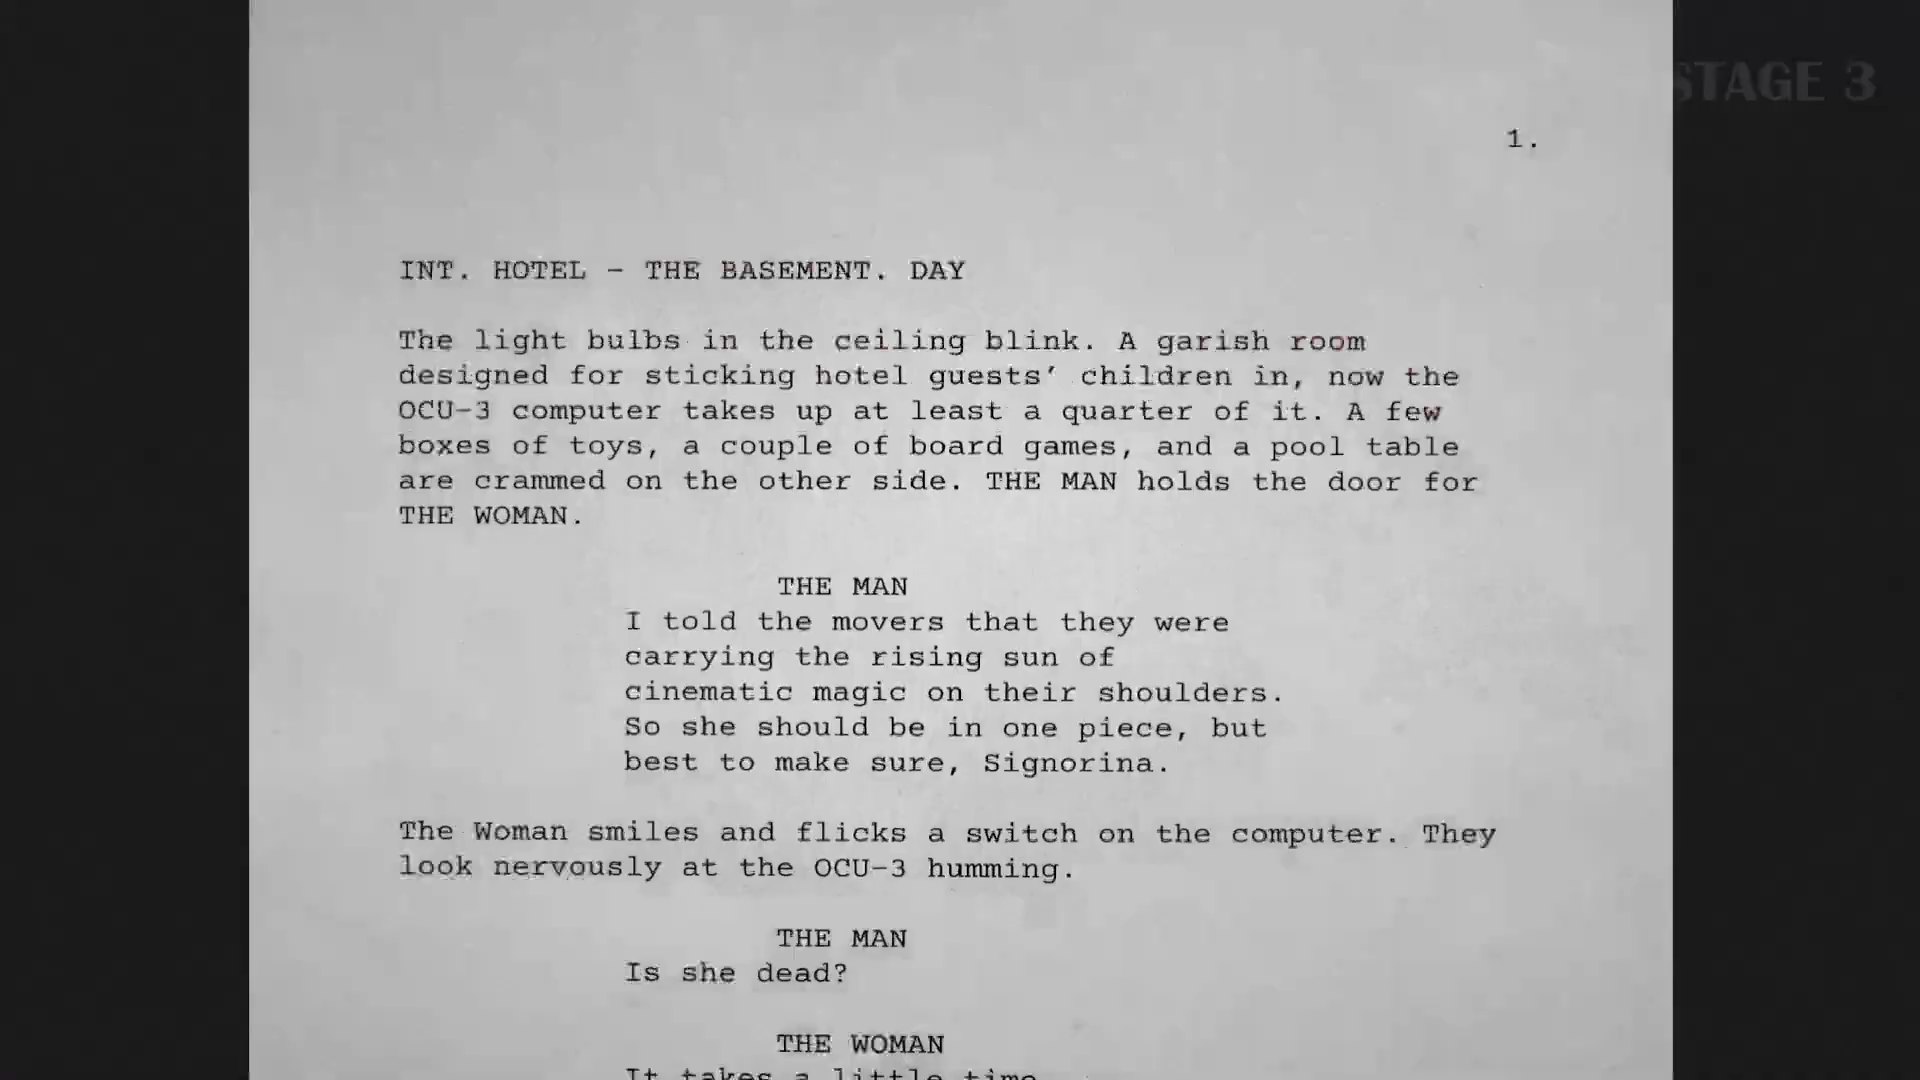 STAGE 3
1.
INT. HOTEL - THE BASEMENT. DAY
The light bulbs in the ceiling blink. A garish room
designed for sticking hotel guests' children in, now the
OCU-3 computer takes up at least a quarter of it. A few
boxes of toys, a couple of board games, and a pool table
are crammed on the other side. THE MAN holds the door for
THE WOMAN.
THE MAN
I told the movers that they were
carrying the rising sun of
cinematic magic on their shoulders.
So she should be in one piece, but
best to make sure, Signorina.
The Woman smiles and flicks a switch on the computer. They
look nervously at the OCU-3 humming.
THE MAN
Is she dead?
THE WOMAN
It takes a little time